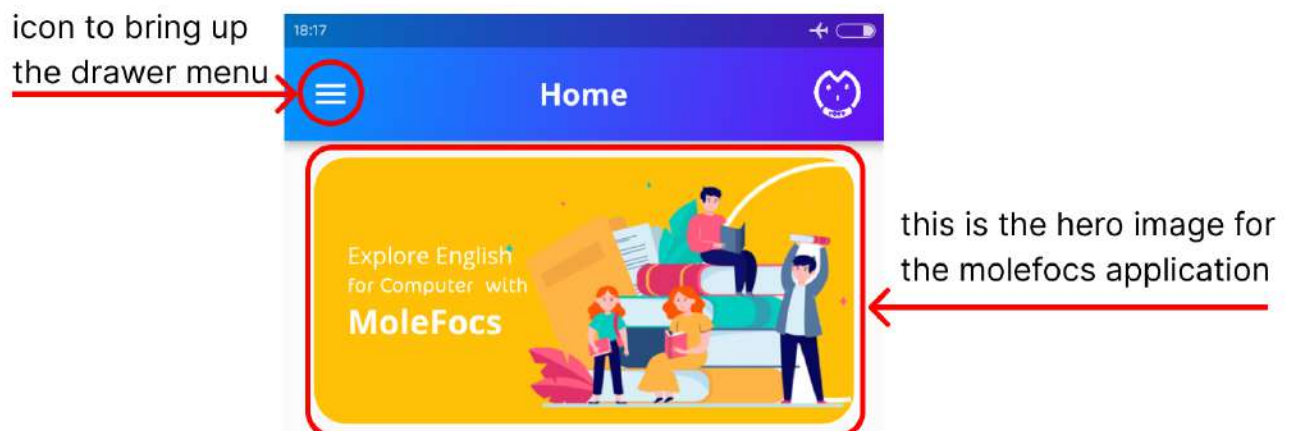 icon to bring up
the drawer menu
18:17
Home
Explore English
for Computer with
MoleFocs
this is the hero image for
the molefocs application